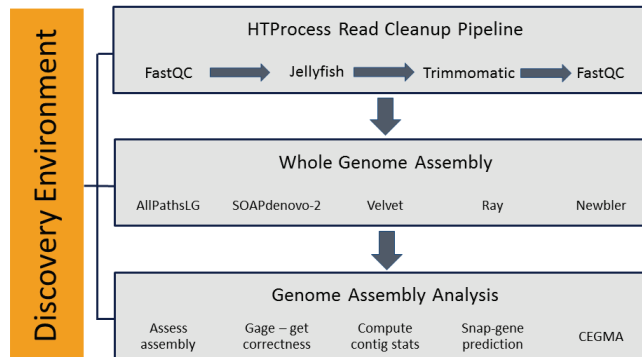 Discovery Environment
HTProcess Read Cleanup Pipeline
FastQC Jellyfish Trimmomatic FastQC
Whole Genome Assembly
AllPathsLG SOAPdenovo-2 Velvet Ray Newbler
Genome Assembly Analysis
Assess assembly
Gage – get correctness
Compute contig stats
Snap-gene prediction
CEGMA